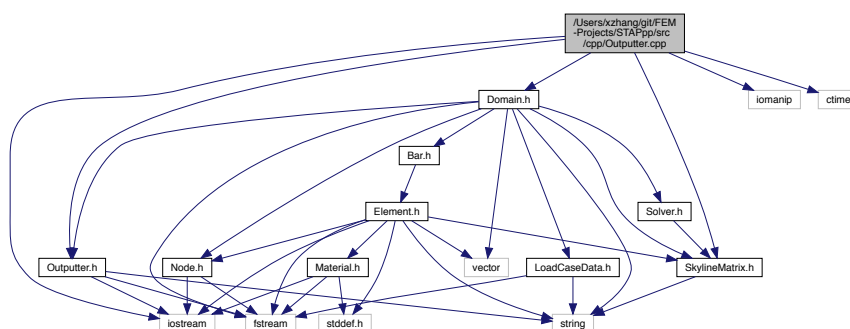 /Users/xzhang/git/FEM
-Projects/STAPpp/src
/cpp/Outputter.cpp
Domain.h
iomanip
ctime
Bar.h
Element.h
Solver.h
Outputter.h
Node.h
Material.h
vector
LoadCaseData.h
SkylineMatrix.h
iostream
fstream
stddef.h
string